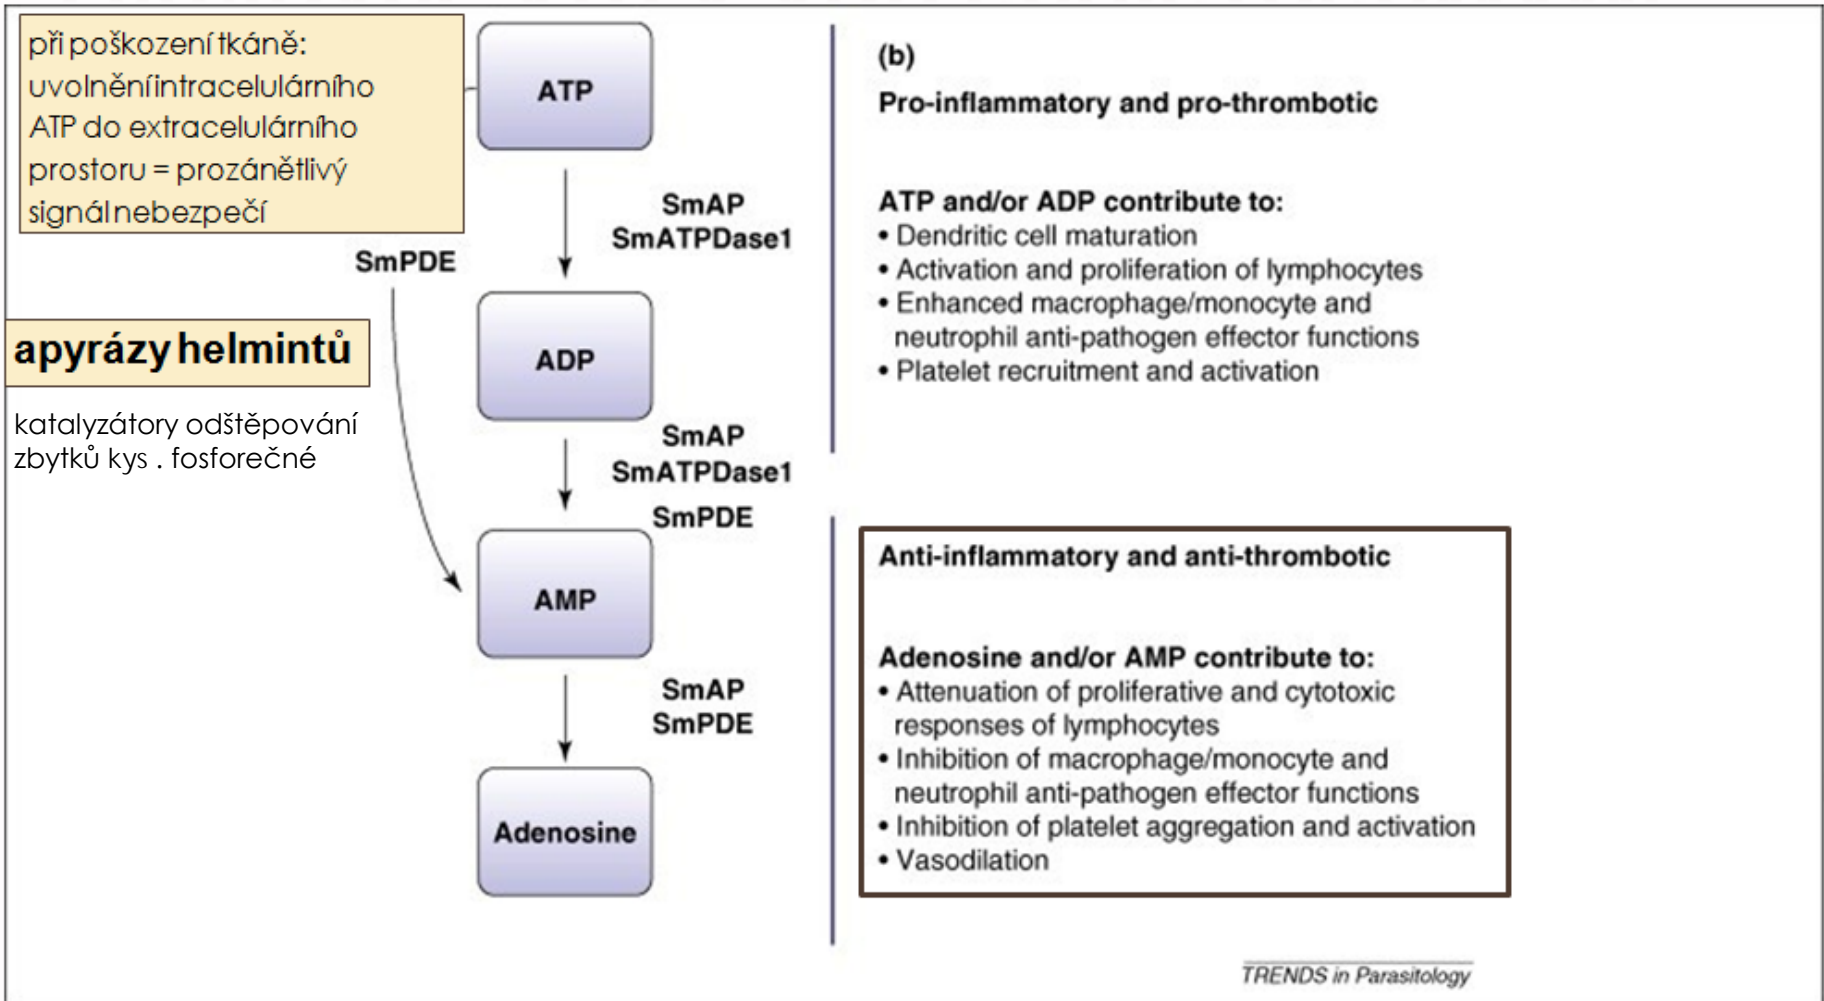 při poškození tkáně:
uvolnění intracelulárního
ATP do extracelulárního
prostoru = prozánětlivý
signál nebezpečí
ATP
SmAP
SmATPDase1
SmPDE
apyrázy helmintů
katalyzátory odštěpování
zbytků kys . fosforečné
ADP
SmAP
SmATPDase1
SmPDE
AMP
SmAP
SmPDE
Adenosine
(b)
Pro-inflammatory and pro-thrombotic
ATP and/or ADP contribute to:
• Dendritic cell maturation
• Activation and proliferation of lymphocytes
• Enhanced macrophage/monocyte and
neutrophil anti-pathogen effector functions
• Platelet recruitment and activation
Anti-inflammatory and anti-thrombotic
Adenosine and/or AMP contribute to:
• Attenuation of proliferative and cytotoxic
responses of lymphocytes
• Inhibition of macrophage/monocyte and
neutrophil anti-pathogen effector functions
• Inhibition of platelet aggregation and activation
• Vasodilation
TRENDS in Parasitology